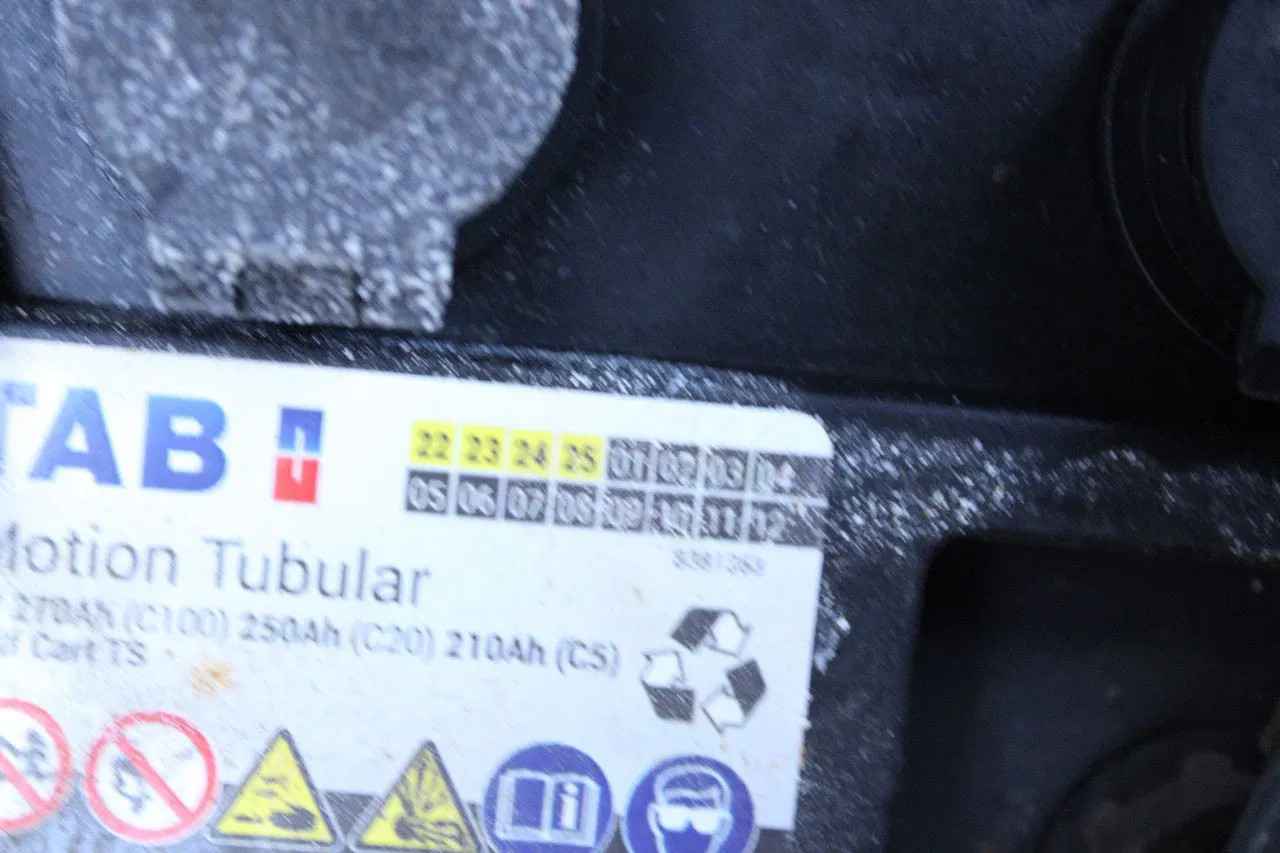 TAB
22 23 24 25 01 02 03 04
05 06 07 08 09 10 11 12
Motion Tubular
270Ah (C100) 250Ah (C20) 210Ah (C5)
Cart TS